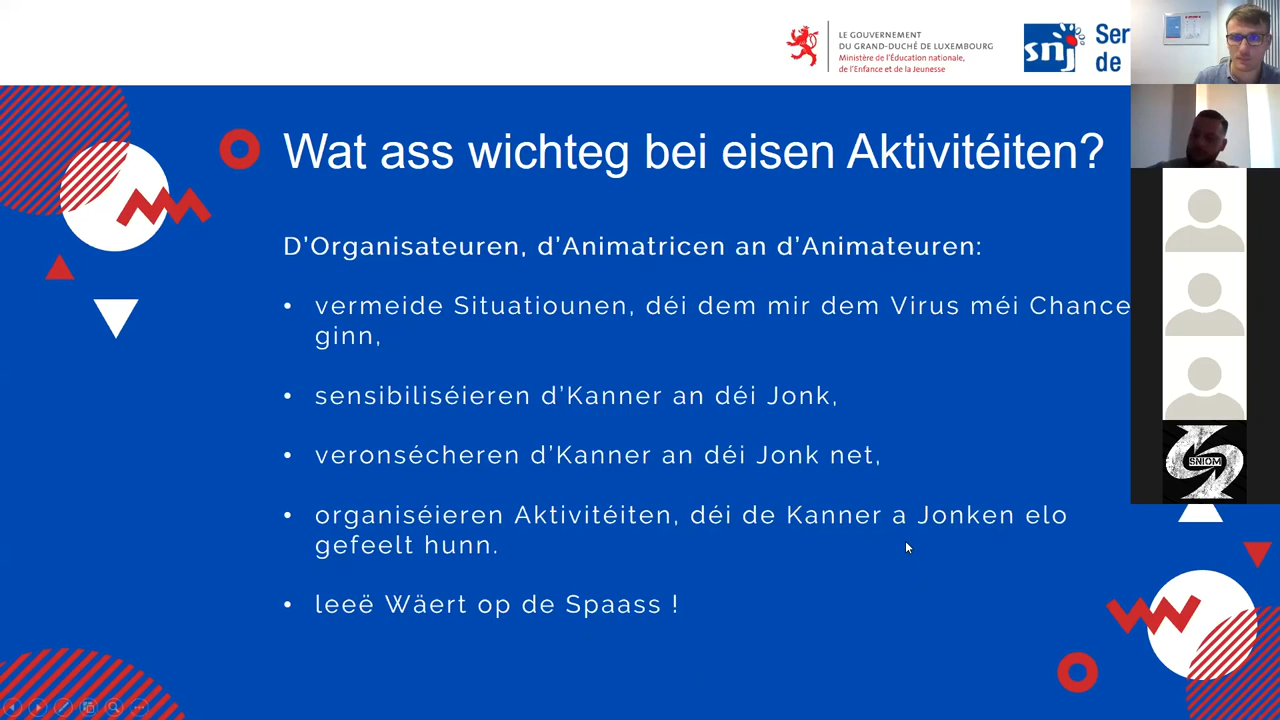 LE GOUVERNEMENT
DU GRAND-DUCHÉ DE LUXEMBOURG
Ministère de l'Éducation nationale,
de l'Enfance et de la Jeunesse
snj
Ser
de
Wat ass wichteg bei eisen Aktivitéiten?
D'Organisateuren, d'Animatricen an d'Animateuren:
• vermeide Situatiounen, déi dem mir dem Virus méi Chance
ginn,
• sensibiliséieren d'Kanner an déi Jonk,
• veronsécheren d'Kanner an déi Jonk net,
• organiséieren Aktivitéiten, déi de Kanner a Jonken elo
gefeelt hunn.
• leeë Wäert op de Spaass !
SNIOM